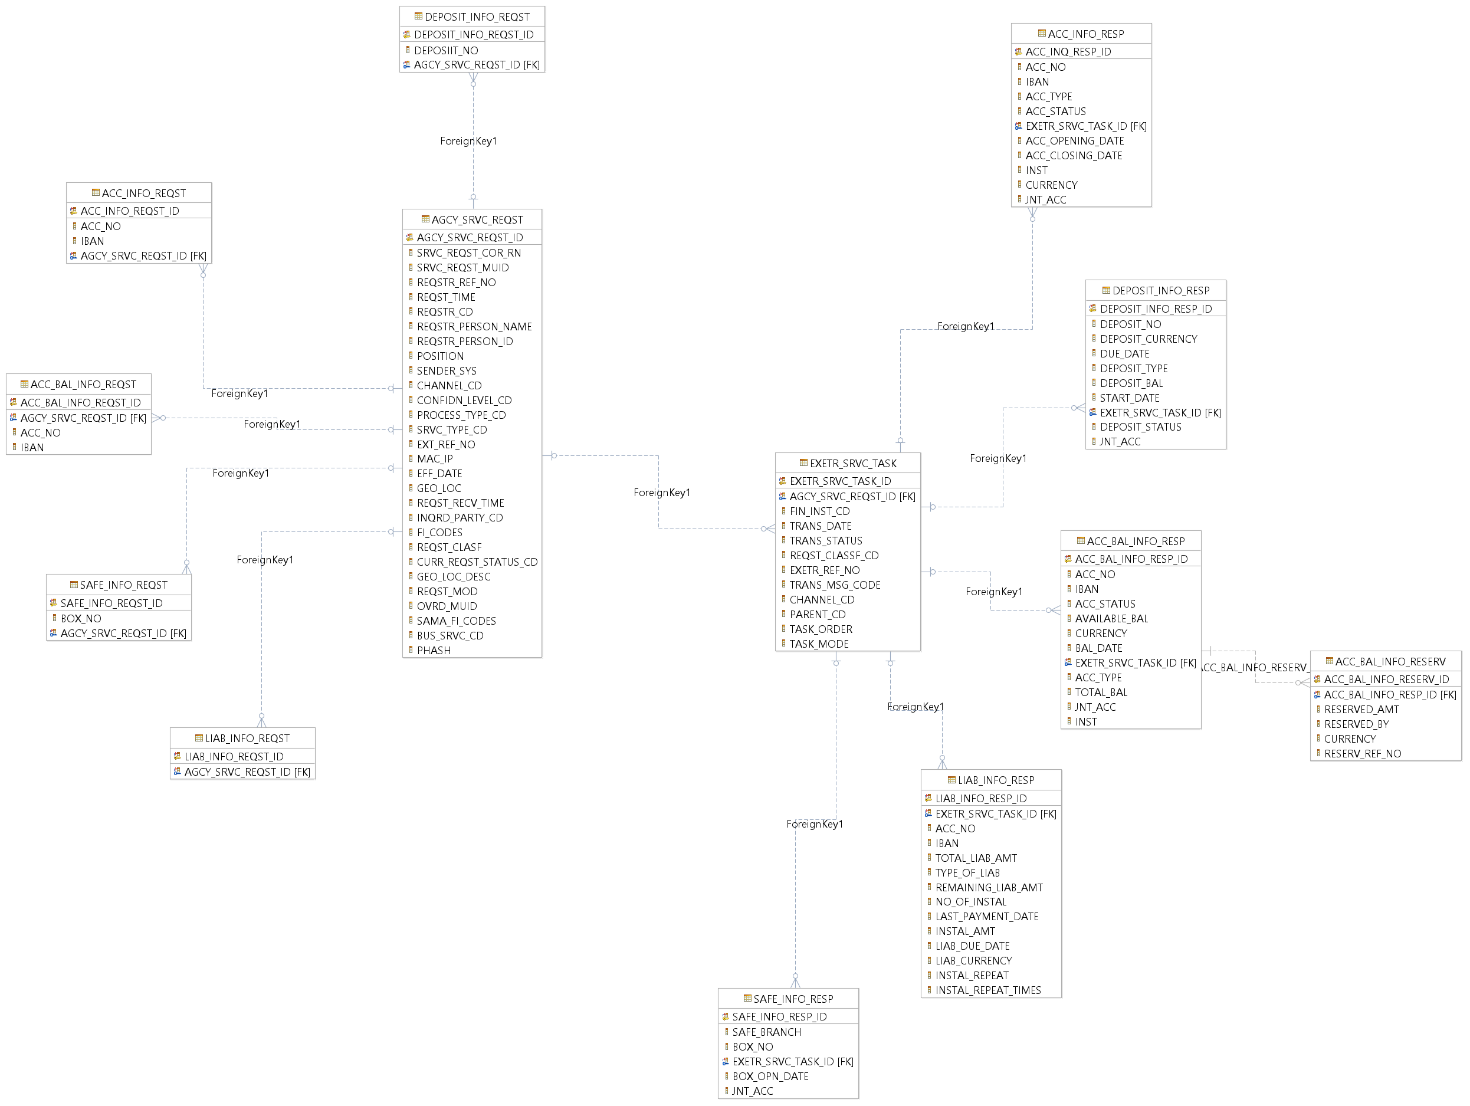 DEPOSIT_INFO_REQST
DEPOSIT_INFO_REQST_ID
DEPOSIIT_NO
AGCY_SRVC_REQST_ID [FK]
ForeignKey1
ACC_INFO_RESP
ACC_INQ_RESP_ID
ACC_NO
IBAN
ACC_TYPE
ACC_STATUS
EXETR_SRVC_TASK_ID [FK]
ACC_OPENING_DATE
ACC_CLOSING_DATE
INST
CURRENCY
JNT_ACC
ForeignKey1
ACC_INFO_REQST
ACC_INFO_REQST_ID
ACC_NO
IBAN
AGCY_SRVC_REQST_ID [FK]
ForeignKey1
AGCY_SRVC_REQST
AGCY_SRVC_REQST_ID
SRVC_REQST_COR_RN
SRVC_REQST_MUID
REQSTR_REF_NO
REQST_TIME
REQSTR_CD
REQSTR_PERSON_NAME
REQSTR_PERSON_ID
POSITION
SENDER_SYS
CHANNEL_CD
CONFIDN_LEVEL_CD
PROCESS_TYPE_CD
SRVC_TYPE_CD
EXT_REF_NO
MAC_IP
EFF_DATE
GEO_LOC
REQST_RECV_TIME
INQRD_PARTY_CD
FI_CODES
REQST_CLASF
CURR_REQST_STATUS_CD
GEO_LOC_DESC
REQST_MOD
OVRD_MUID
SAMA_FI_CODES
BUS_SRVC_CD
PHASH
DEPOSIT_INFO_RESP
DEPOSIT_INFO_RESP_ID
DEPOSIT_NO
DEPOSIT_CURRENCY
DUE_DATE
DEPOSIT_TYPE
DEPOSIT_BAL
START_DATE
EXETR_SRVC_TASK_ID [FK]
DEPOSIT_STATUS
JNT_ACC
ForeignKey1
ACC_BAL_INFO_REQST
ACC_BAL_INFO_REQST_ID
AGCY_SRVC_REQST_ID [FK]
ACC_NO
IBAN
ForeignKey1
ForeignKey1
ForeignKey1
EXETR_SRVC_TASK
EXETR_SRVC_TASK_ID
AGCY_SRVC_REQST_ID [FK]
FIN_INST_CD
TRANS_DATE
TRANS_STATUS
REQST_CLASSF_CD
EXETR_REF_NO
TRANS_MSG_CODE
CHANNEL_CD
PARENT_CD
TASK_ORDER
TASK_MODE
ForeignKey1
ACC_BAL_INFO_RESP
ACC_BAL_INFO_RESP_ID
ACC_NO
IBAN
ACC_STATUS
AVAILABLE_BAL
CURRENCY
BAL_DATE
EXETR_SRVC_TASK_ID [FK]
ACC_TYPE
TOTAL_BAL
JNT_ACC
INST
ACC_BAL_INFO_RESERV_
ACC_BAL_INFO_RESERV
ACC_BAL_INFO_RESERV_ID
ACC_BAL_INFO_RESP_ID [FK]
RESERVED_AMT
RESERVED_BY
CURRENCY
RESERV_REF_NO
SAFE_INFO_REQST
SAFE_INFO_REQST_ID
BOX_NO
AGCY_SRVC_REQST_ID [FK]
ForeignKey1
LIAB_INFO_REQST
LIAB_INFO_REQST_ID
AGCY_SRVC_REQST_ID [FK]
ForeignKey1
LIAB_INFO_RESP
LIAB_INFO_RESP_ID
EXETR_SRVC_TASK_ID [FK]
ACC_NO
IBAN
TOTAL_LIAB_AMT
TYPE_OF_LIAB
REMAINING_LIAB_AMT
NO_OF_INSTAL
LAST_PAYMENT_DATE
INSTAL_AMT
LIAB_DUE_DATE
LIAB_CURRENCY
INSTAL_REPEAT
INSTAL_REPEAT_TIMES
ForeignKey1
SAFE_INFO_RESP
SAFE_INFO_RESP_ID
SAFE_BRANCH
BOX_NO
EXETR_SRVC_TASK_ID [FK]
BOX_OPN_DATE
JNT_ACC